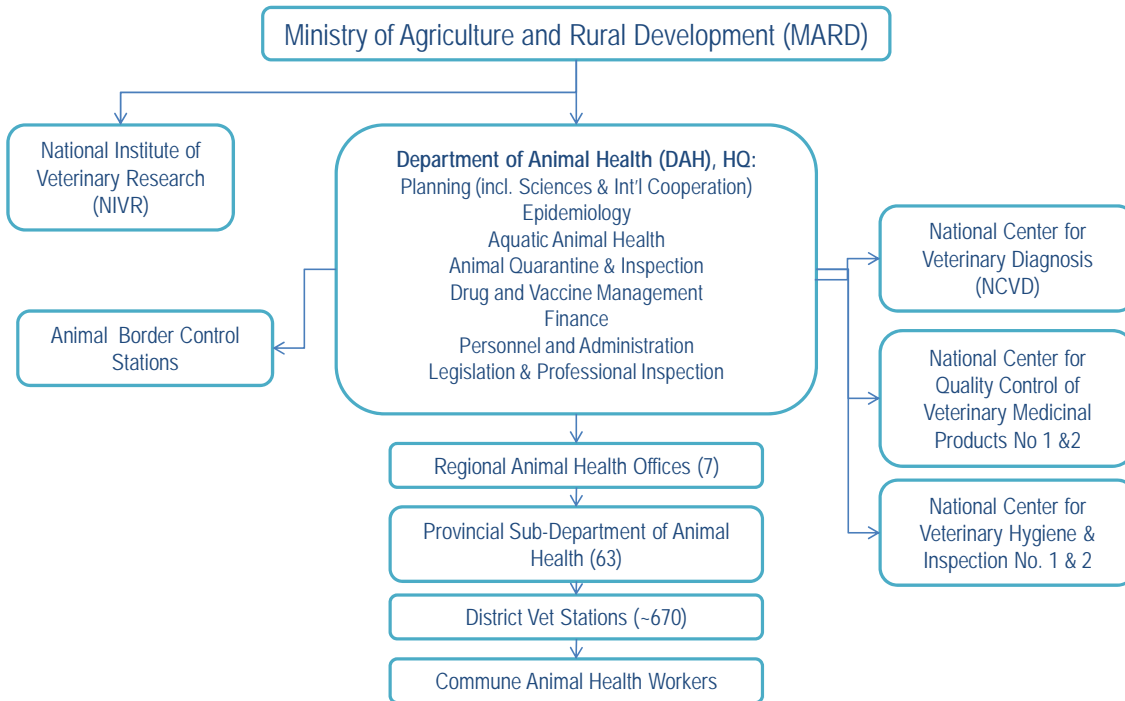 Ministry of Agriculture and Rural Development (MARD)
National Institute of
Veterinary Research
(NIVR)
Department of Animal Health (DAH), HQ:
Planning (incl. Sciences & Int'l Cooperation)
Epidemiology
Aquatic Animal Health
Animal Quarantine & Inspection
Drug and Vaccine Management
Finance
Personnel and Administration
Legislation & Professional Inspection
National Center for
Veterinary Diagnosis
(NCVD)
Animal Border Control
Stations
National Center for
Quality Control of
Veterinary Medicinal
Products No 1 &2
Regional Animal Health Offices (7)
Provincial Sub-Department of Animal
Health (63)
National Center for
Veterinary Hygiene &
Inspection No. 1 & 2
District Vet Stations (~670)
Commune Animal Health Workers